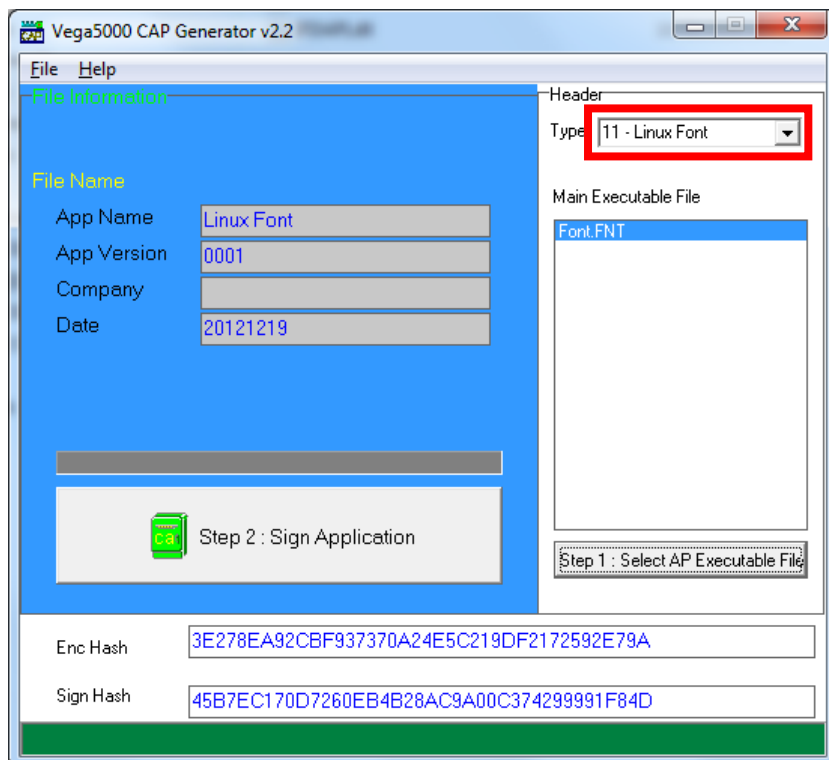 Vega5000 CAP Generator v2.2
File Help
File Information
Header
Type 11 - Linux Font
File Name
Main Executable File
App Name Linux Font
Font.FNT
App Version 0001
Company
Date 20121219
Step 2 : Sign Application
Step 1 : Select AP Executable File
Enc Hash 3E278EA92CBF937370A24E5C219DF2172592E79A
Sign Hash 45B7EC170D7260EB4B28AC9A00C374299991F84D